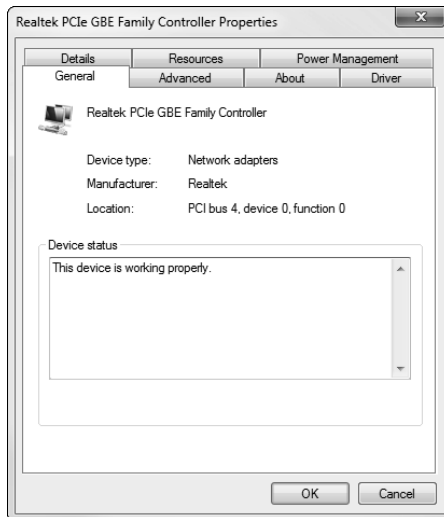 Realtek PCIe GBE Family Controller Properties
x
Details Resources Power Management
General Advanced About Driver
Realtek PCIe GBE Family Controller
Device type: Network adapters
Manufacturer: Realtek
Location: PCI bus 4, device 0, function 0
Device status
This device is working properly.
OK Cancel